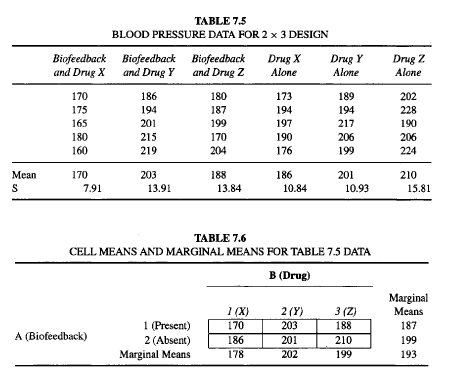 TABLE 7.5
BLOOD PRESSURE DATA FOR 2 × 3 DESIGN
Biofeedback Biofeedback Biofeedback Drug X Drug Y Drug Z
and Drug X and Drug Y and Drug Z Alone Alone Alone
170 186 180 173 189 202
175 194 187 194 194 228
165 201 199 197 217 190
180 215 170 190 206 206
160 219 204 176 199 224
Mean 170 203 188 186 201 210
S 7.91 13.91 13.84 10.84 10.93 15.81
TABLE 7.6
CELL MEANS AND MARGINAL MEANS FOR TABLE 7.5 DATA
B (Drug)
Marginal
1 (X) 2 (Y) 3 (Z) Means
1 (Present) 170 203 188 187
A (Biofeedback)
2 (Absent) 186 201 210 199
Marginal Means 178 202 199 193